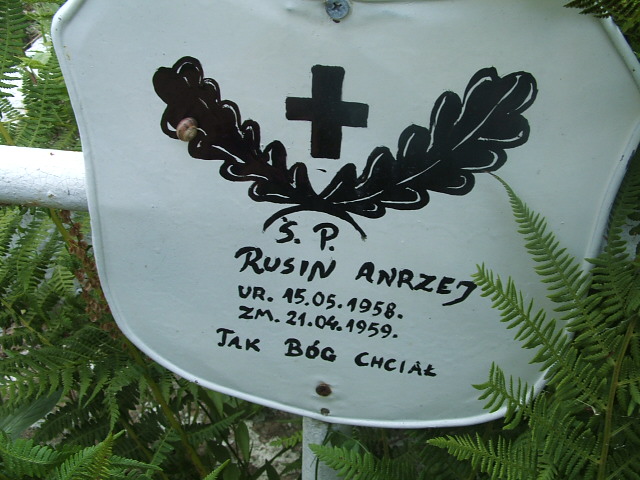 Ś. P.
RUSIN ANRZEJ
UR. 15.05.1958.
ZM. 21.04.1959.
JAK BÓG CHCIAŁ